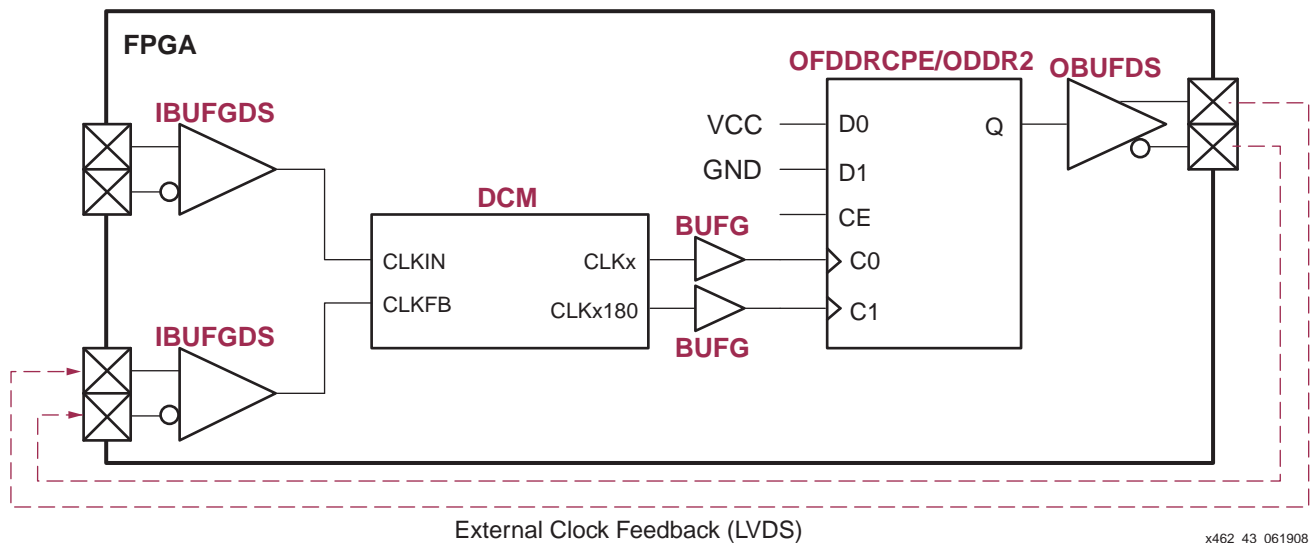 FPGA
OFDDRCPE/ODDR2
OBUFDS
IBUFGDS
VCC
D0
Q
GND
D1
DCM
CE
BUFG
CLKIN
CLKx
C0
CLKFB
CLKx180
C1
IBUFGDS
BUFG
External Clock Feedback (LVDS)
x462_43_061908